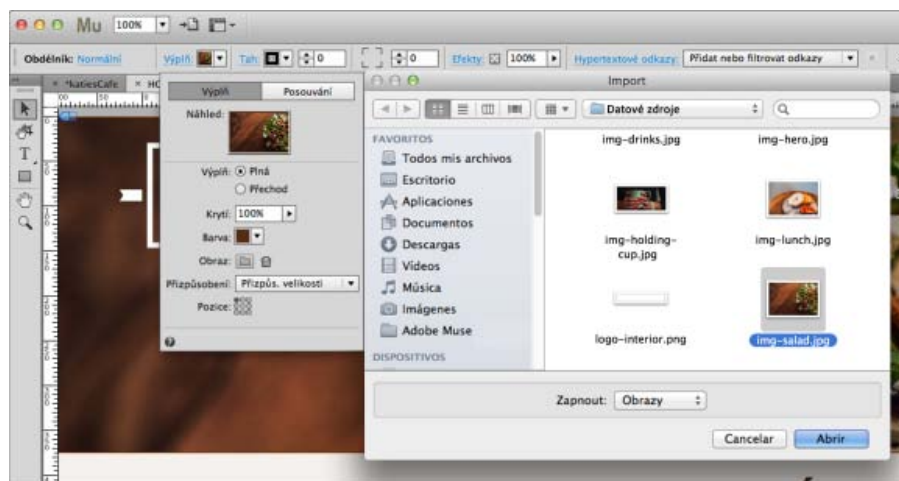 Mu 100%
Obdélník: Normální Výplň: Tah: 0 0 Efekty: 100% Hypertextové odkazy: Přidat nebo filtrovat odkazy
*katiesCafe HO
Import
Výplň Posouvání
Datové zdroje
Náhled:
FAVORITOS
Todos mis archivos
Escritorio
Aplicaciones
Documentos
Descargas
Vídeos
Música
Imágenes
Adobe Muse
DISPOSITIVOS
img-drinks.jpg img-hero.jpg
img-holding-cup.jpg img-lunch.jpg
logo-interior.png img-salad.jpg
Výplň: Plná
Přechod
Krytí: 100%
Barva:
Obraz:
Přizpůsobení: Přizpůs. velikosti
Pozice:
Zapnout: Obrazy
Cancelar Abrir